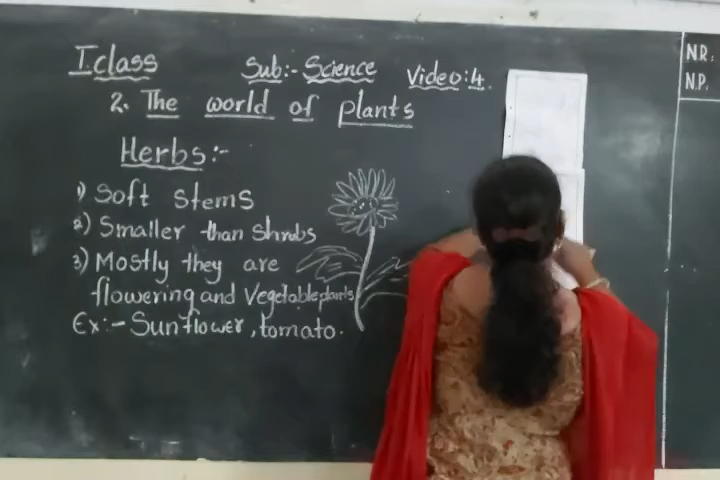 I class
Sub:- Science Video:4.
2. The world of plants
Herbs:-
1) Soft stems
2) Smaller than shrubs
3) Mostly they are
flowering and vegetable plants
Ex:- Sunflower, tomato.
N.R:
N.P.